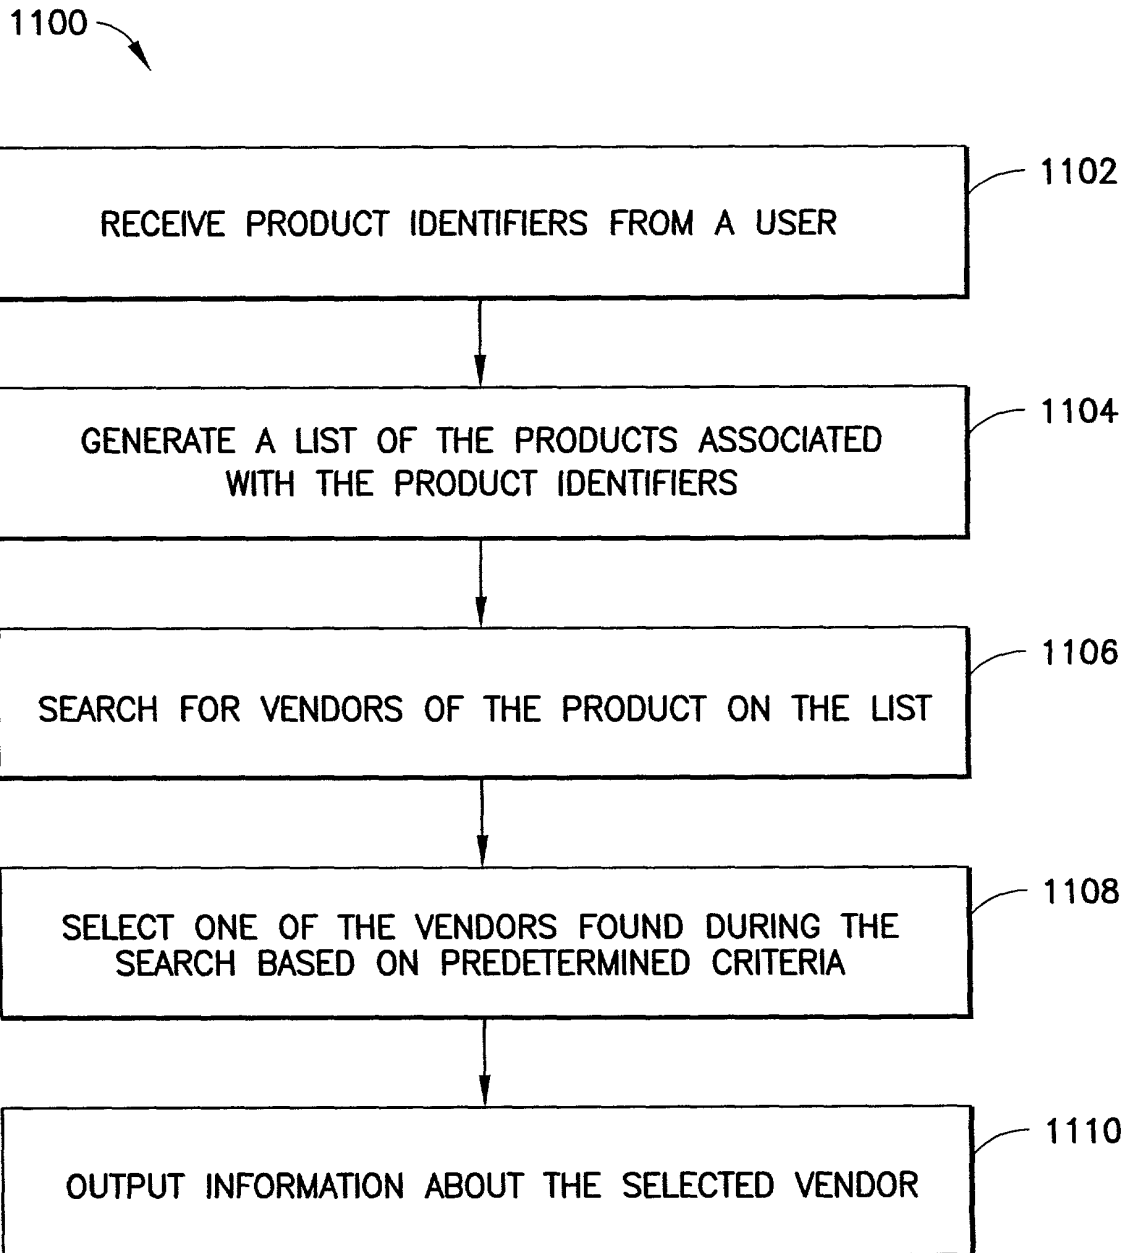 1100
1102
RECEIVE PRODUCT IDENTIFIERS FROM A USER
1104
GENERATE A LIST OF THE PRODUCTS ASSOCIATED
WITH THE PRODUCT IDENTIFIERS
1106
SEARCH FOR VENDORS OF THE PRODUCT ON THE LIST
1108
SELECT ONE OF THE VENDORS FOUND DURING THE
SEARCH BASED ON PREDETERMINED CRITERIA
1110
OUTPUT INFORMATION ABOUT THE SELECTED VENDOR